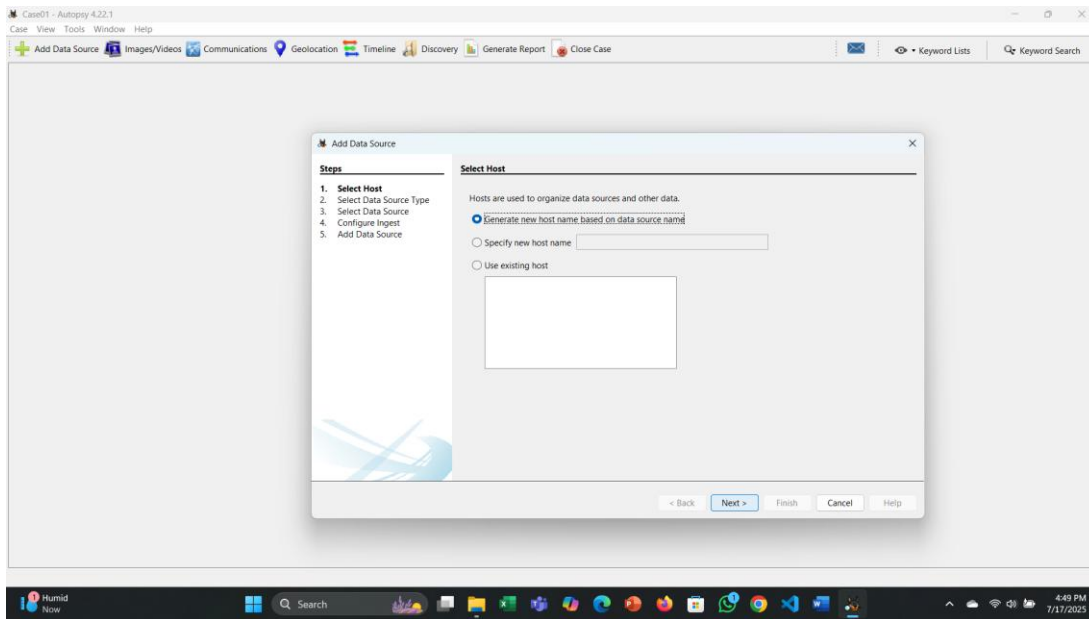 Case01 - Autopsy 4.22.1
Case View Tools Window Help
Add Data Source Images/Videos Communications Geolocation Timeline Discovery Generate Report Close Case Keyword Lists Keyword Search
Add Data Source
Steps
1. Select Host
2. Select Data Source Type
3. Select Data Source
4. Configure Ingest
5. Add Data Source
Select Host
Hosts are used to organize data sources and other data.
Generate new host name based on data source name
Specify new host name
Use existing host
< Back Next > Finish Cancel Help
1 Humid
Now
Search
1
4:49 PM
7/17/2025